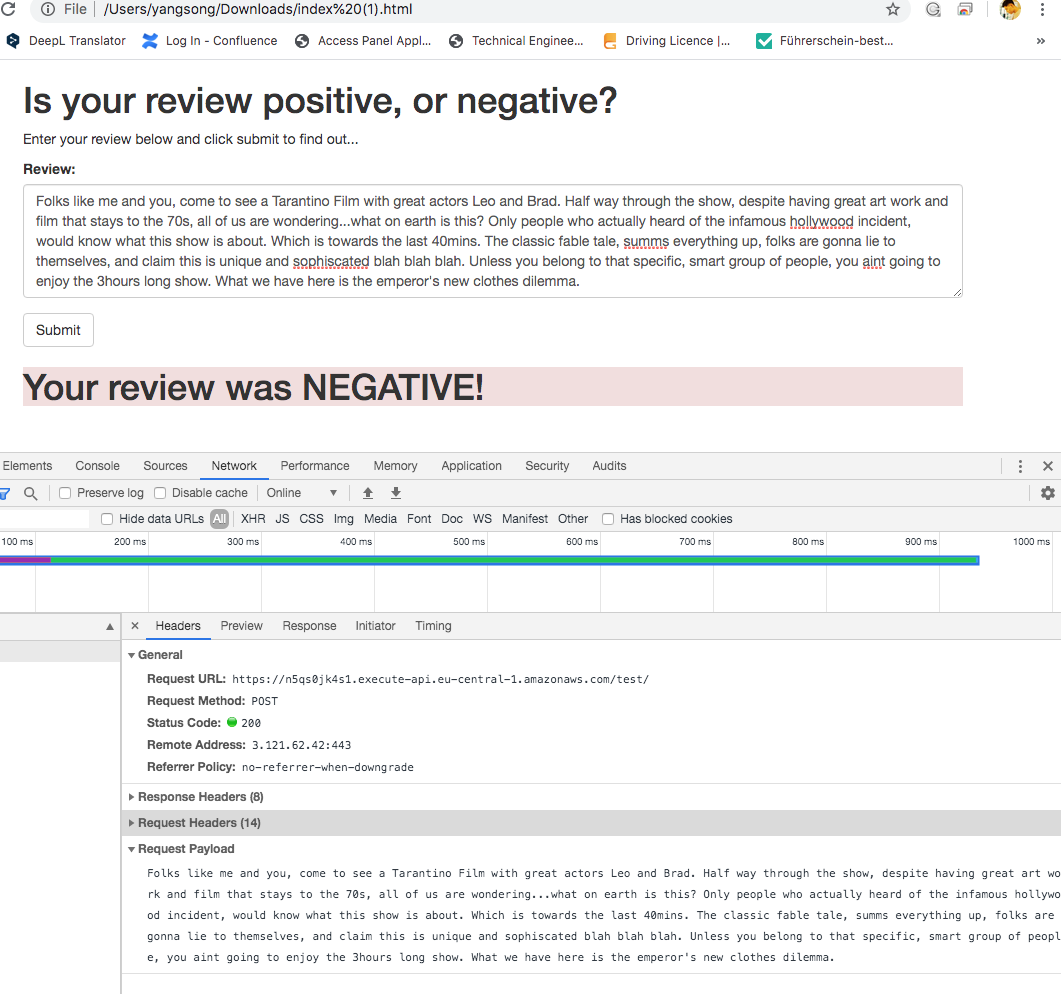 File /Users/yangsong/Downloads/index%20(1).html
DeepL Translator Log In - Confluence Access Panel Appl... Technical Enginee... Driving Licence |... Führerschein-best... »
Is your review positive, or negative?
Enter your review below and click submit to find out...
Review:
Folks like me and you, come to see a Tarantino Film with great actors Leo and Brad. Half way through the show, despite having great art work and
film that stays to the 70s, all of us are wondering...what on earth is this? Only people who actually heard of the infamous hollywood incident,
would know what this show is about. Which is towards the last 40mins. The classic fable tale, summs everything up, folks are gonna lie to
themselves, and claim this is unique and sophiscated blah blah blah. Unless you belong to that specific, smart group of people, you aint going to
enjoy the 3hours long show. What we have here is the emperor's new clothes dilemma.
Submit
Your review was NEGATIVE!
Elements Console Sources Network Performance Memory Application Security Audits
Preserve log Disable cache Online
Hide data URLs All XHR JS CSS Img Media Font Doc WS Manifest Other Has blocked cookies
100 ms 200 ms 300 ms 400 ms 500 ms 600 ms 700 ms 800 ms 900 ms 1000 ms
Headers Preview Response Initiator Timing
General
Request URL: https://n5qs0jk4s1.execute-api.eu-central-1.amazonaws.com/test/
Request Method: POST
Status Code: 200
Remote Address: 3.121.62.42:443
Referrer Policy: no-referrer-when-downgrade
Response Headers (8)
Request Headers (14)
Request Payload
Folks like me and you, come to see a Tarantino Film with great actors Leo and Brad. Half way through the show, despite having great art wo
rk and film that stays to the 70s, all of us are wondering...what on earth is this? Only people who actually heard of the infamous hollywo
od incident, would know what this show is about. Which is towards the last 40mins. The classic fable tale, summs everything up, folks are
gonna lie to themselves, and claim this is unique and sophiscated blah blah blah. Unless you belong to that specific, smart group of peopl
e, you aint going to enjoy the 3hours long show. What we have here is the emperor's new clothes dilemma.